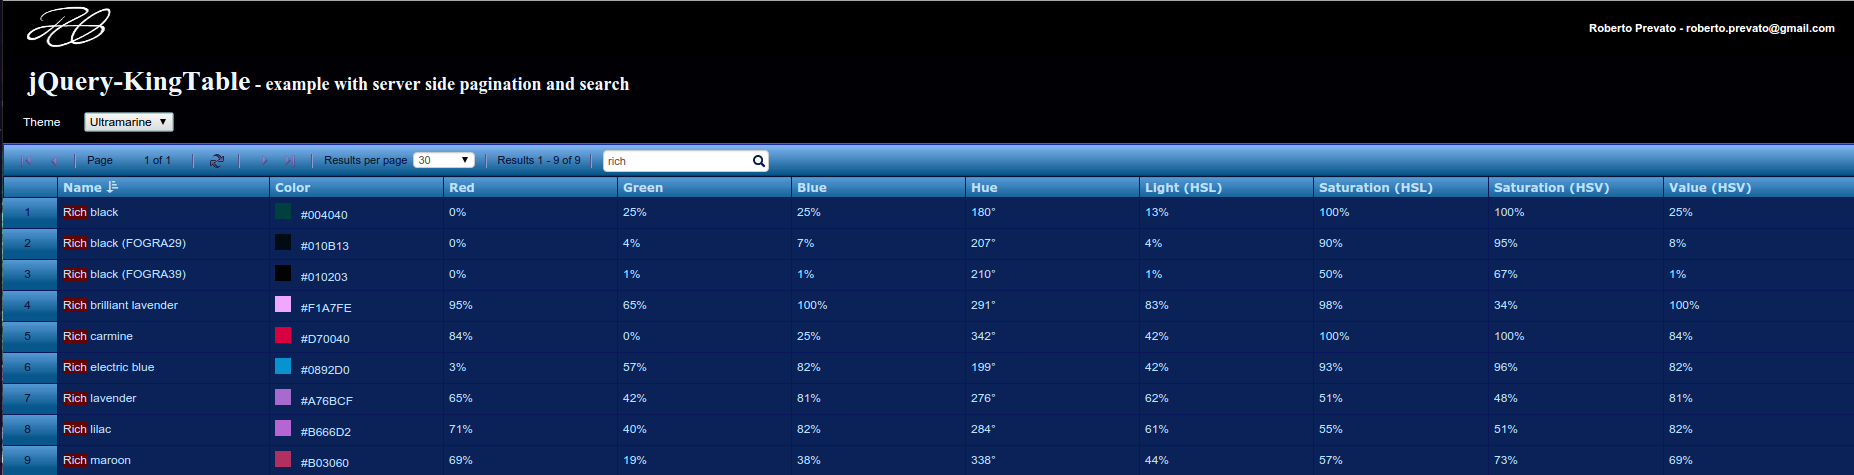 Roberto Prevato - roberto.prevato@gmail.com
jQuery-KingTable - example with server side pagination and search
Theme Ultramarine
Page 1 of 1 Results per page 30 Results 1 - 9 of 9 rich
Name Color Red Green Blue Hue Light (HSL) Saturation (HSL) Saturation (HSV) Value (HSV)
1 Rich black #004040 0% 25% 25% 180° 13% 100% 100% 25%
2 Rich black (FOGRA29) #010B13 0% 4% 7% 207° 4% 90% 95% 8%
3 Rich black (FOGRA39) #010203 0% 1% 1% 210° 1% 50% 67% 1%
4 Rich brilliant lavender #F1A7FE 95% 65% 100% 291° 83% 98% 34% 100%
5 Rich carmine #D70040 84% 0% 25% 342° 42% 100% 100% 84%
6 Rich electric blue #0892D0 3% 57% 82% 199° 42% 93% 96% 82%
7 Rich lavender #A76BCF 65% 42% 81% 276° 62% 51% 48% 81%
8 Rich lilac #B666D2 71% 40% 82% 284° 61% 55% 51% 82%
9 Rich maroon #B03060 69% 19% 38% 338° 44% 57% 73% 69%